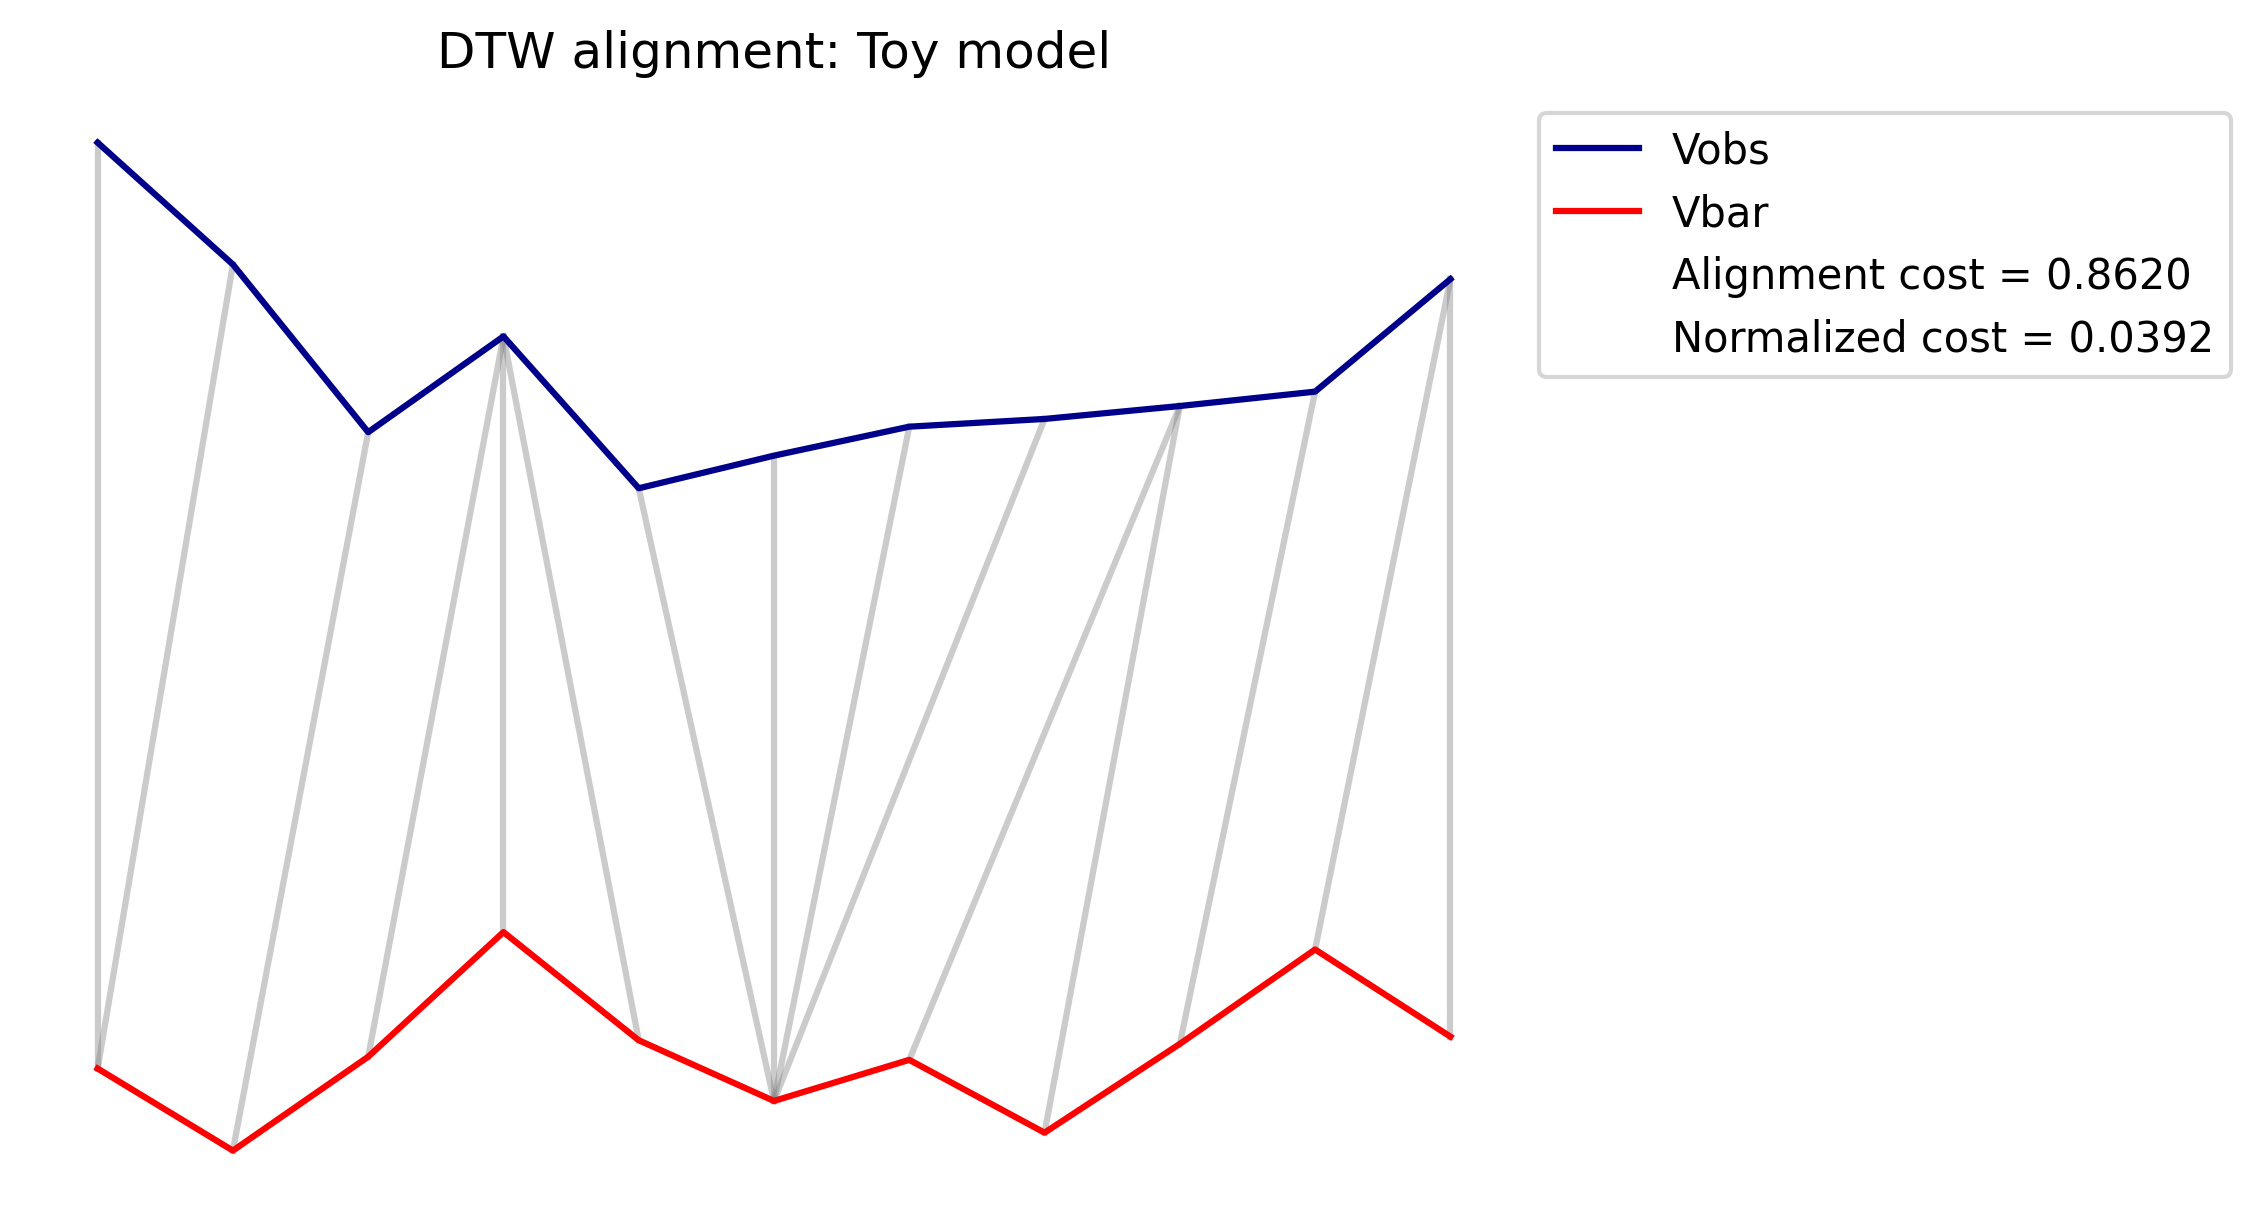 DTW alignment: Toy model
Vobs
Vbar
Alignment cost = 0.8620
Normalized cost = 0.0392